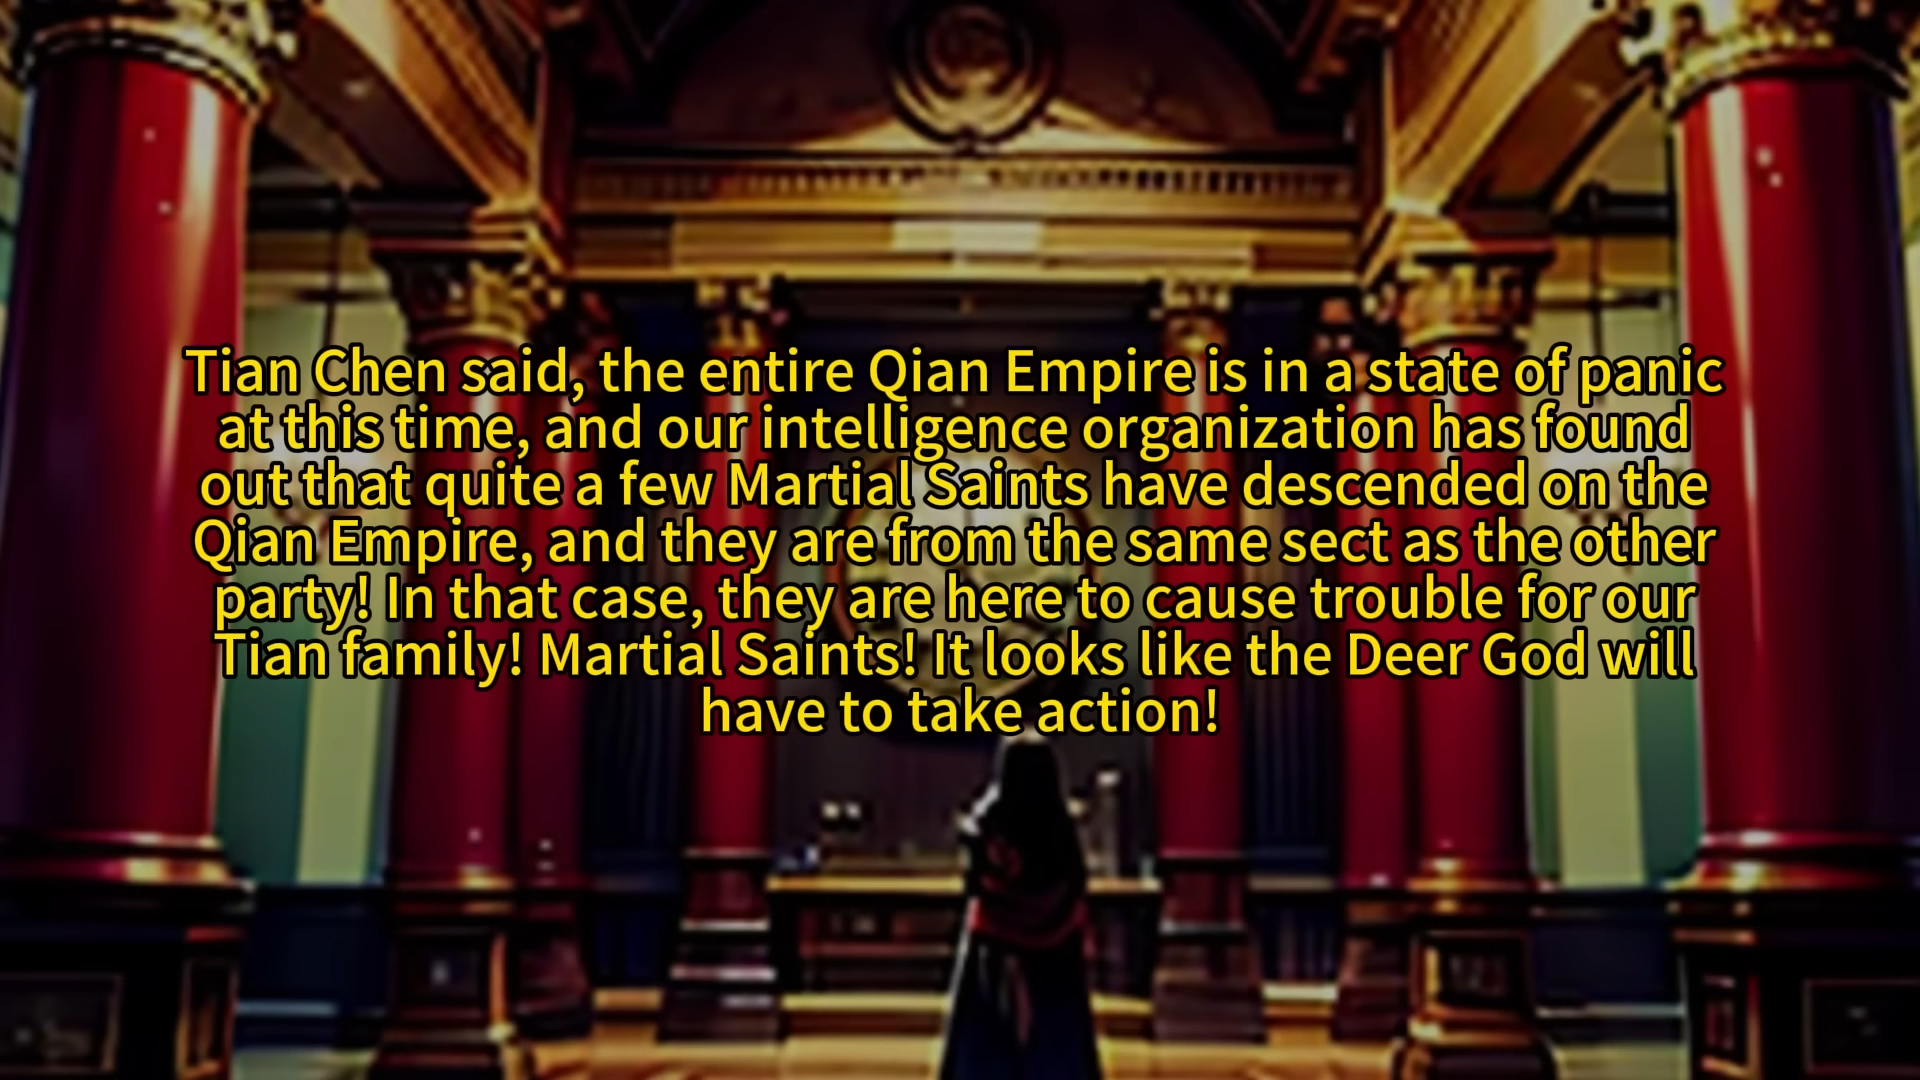 Tian Chen said, the entire Qian Empire is in a state of panic
at this time, and our intelligence organization has found
out that quite a few Martial Saints have descended on the
Qian Empire, and they are from the same sect as the other
party! In that case, they are here to cause trouble for our
Tian family! Martial Saints! It looks like the Deer God will
have to take action!